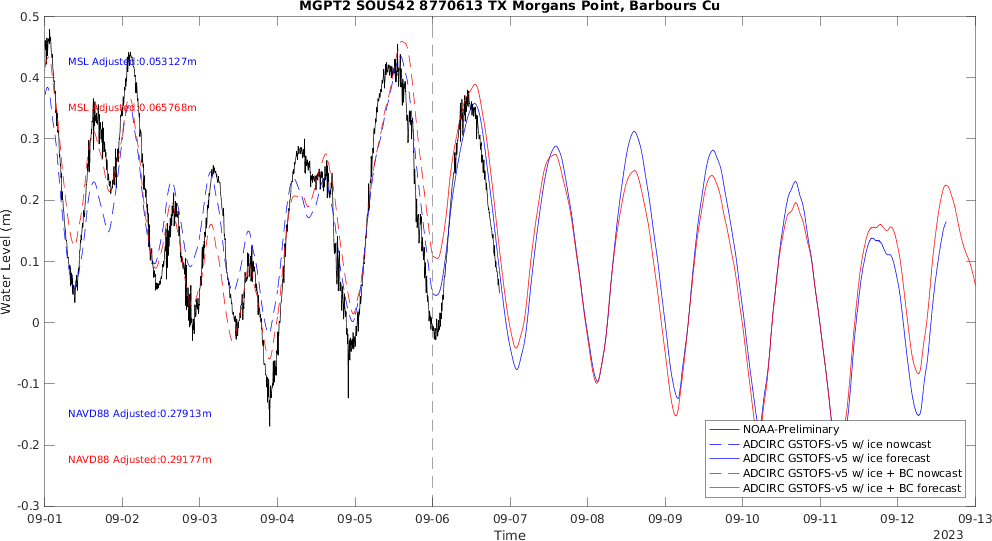 MGPT2 SOUS42 8770613 TX Morgans Point, Barbours Cu
Water Level (m)
0.5
0.4
0.3
0.2
0.1
0
-0.1
-0.2
-0.3
MSL Adjusted:0.053127m
MSL Adjusted:0.065768m
NAVD88 Adjusted:0.27913m
NAVD88 Adjusted:0.29177m
NOAA-Preliminary
ADCIRC GSTOFS-v5 w/ ice nowcast
ADCIRC GSTOFS-v5 w/ ice forecast
ADCIRC GSTOFS-v5 w/ ice + BC nowcast
ADCIRC GSTOFS-v5 w/ ice + BC forecast
09-01 09-02 09-03 09-04 09-05 09-06 09-07 09-08 09-09 09-10 09-11 09-12 09-13
Time
2023